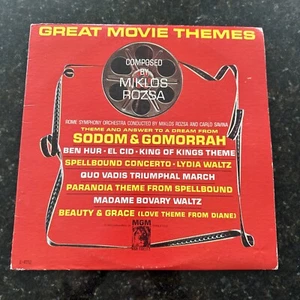 GREAT MOVIE THEMES
COMPOSED
BY
MIKLOS
ROZSA
ROME SYMPHONY ORCHESTRA CONDUCTED BY MIKLOS ROZSA AND CARLO SAVINA
THEME AND ANSWER TO A DREAM FROM
SODOM & GOMORRAH
BEN HUR • EL CID • KING OF KINGS THEME
SPELLBOUND CONCERTO • LYDIA WALTZ
QUO VADIS TRIUMPHAL MARCH
PARANOIA THEME FROM SPELLBOUND
MADAME BOVARY WALTZ
BEAUTY & GRACE (LOVE THEME FROM DIANE)
MGM